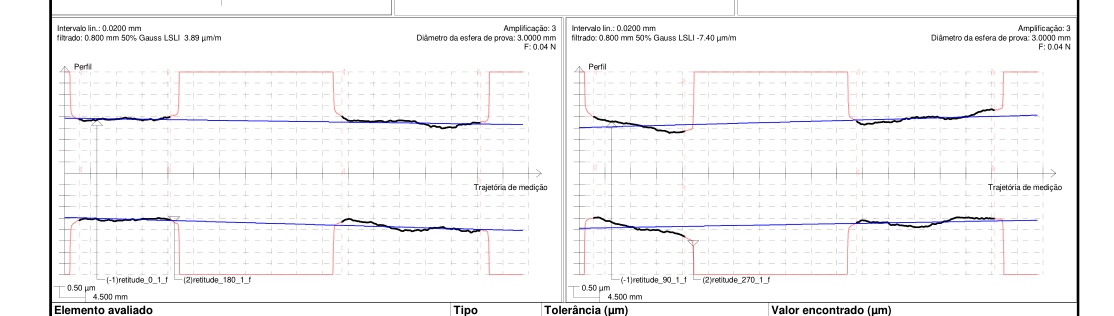 Intervalo lin.: 0.0200 mm
filtrado: 0.800 mm 50% Gauss LSLI  3.89 µm/m
Amplificação: 3
Diâmetro da esfera de prova: 3.0000 mm
F: 0.04 N
Perfil
Trajetória de medição
(-1)retitude_0_1_f
(2)retitude_180_1_f
0.50 µm
4.500 mm
Intervalo lin.: 0.0200 mm
filtrado: 0.800 mm 50% Gauss LSLI -7.40 µm/m
Amplificação: 3
Diâmetro da esfera de prova: 3.0000 mm
F: 0.04 N
Perfil
Trajetória de medição
(-1)retitude_90_1_f
(2)retitude_270_1_f
0.50 µm
4.500 mm
Elemento avaliado
Tipo
Tolerância (µm)
Valor encontrado (µm)